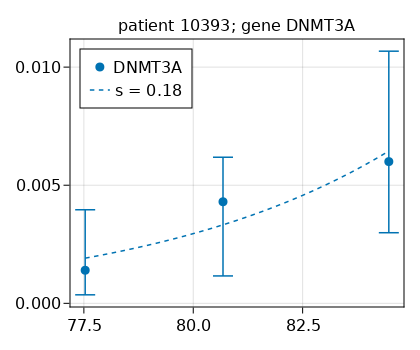 patient 10393; gene DNMT3A
DNMT3A
s = 0.18
0.010
0.005
0.000
77.5
80.0
82.5